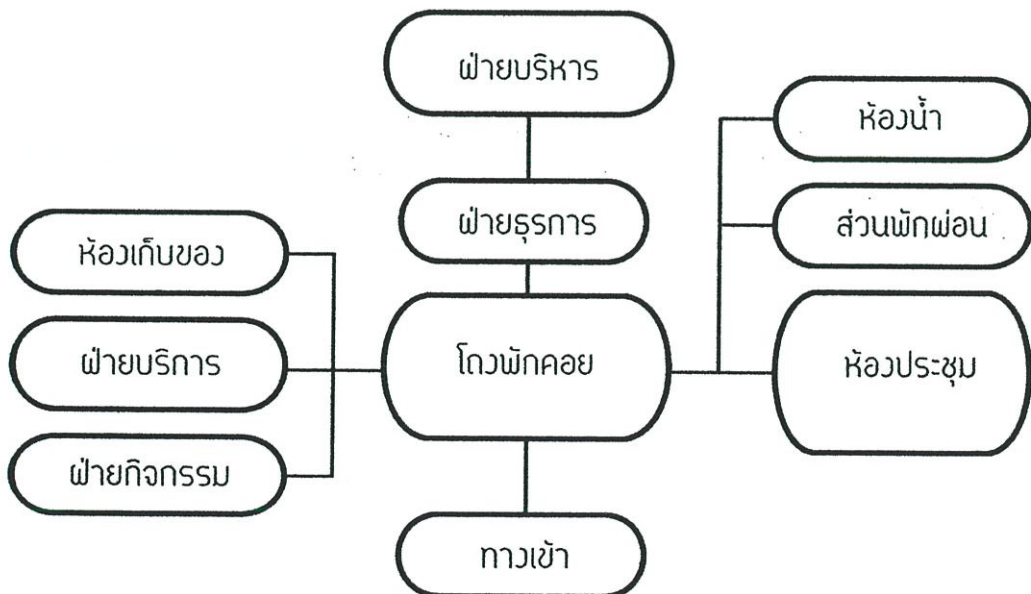 ฝ่ายบริหาร
ห้องน้ำ
ฝ่ายธุรการ
ส่วนพักผ่อน
ห้องเก็บของ
ฝ่ายบริการ
โถงพักคอย
ห้องประชุม
ฝ่ายกิจกรรม
ทางเข้า